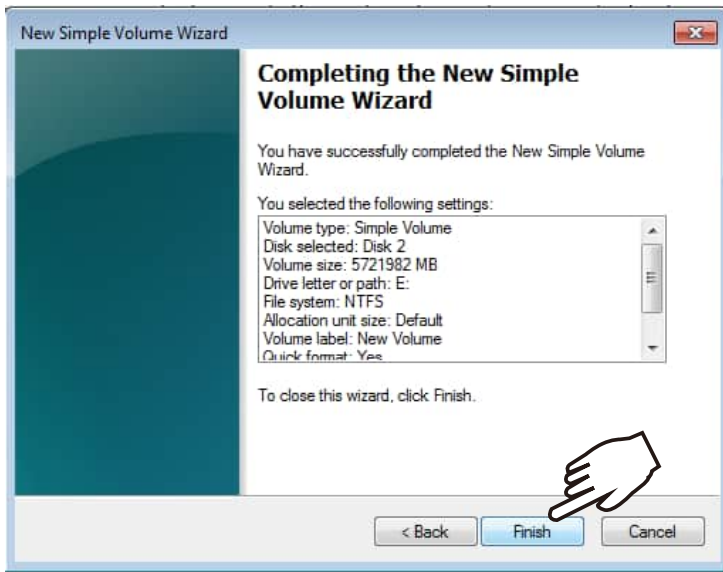 New Simple Volume Wizard
Completing the New Simple
Volume Wizard
You have successfully completed the New Simple Volume
Wizard.
You selected the following settings:
Volume type: Simple Volume
Disk selected: Disk 2
Volume size: 5721982 MB
Drive letter or path: E:
File system: NTFS
Allocation unit size: Default
Volume label: New Volume
Quick format: Yes
To close this wizard, click Finish.
< Back
Finish
Cancel